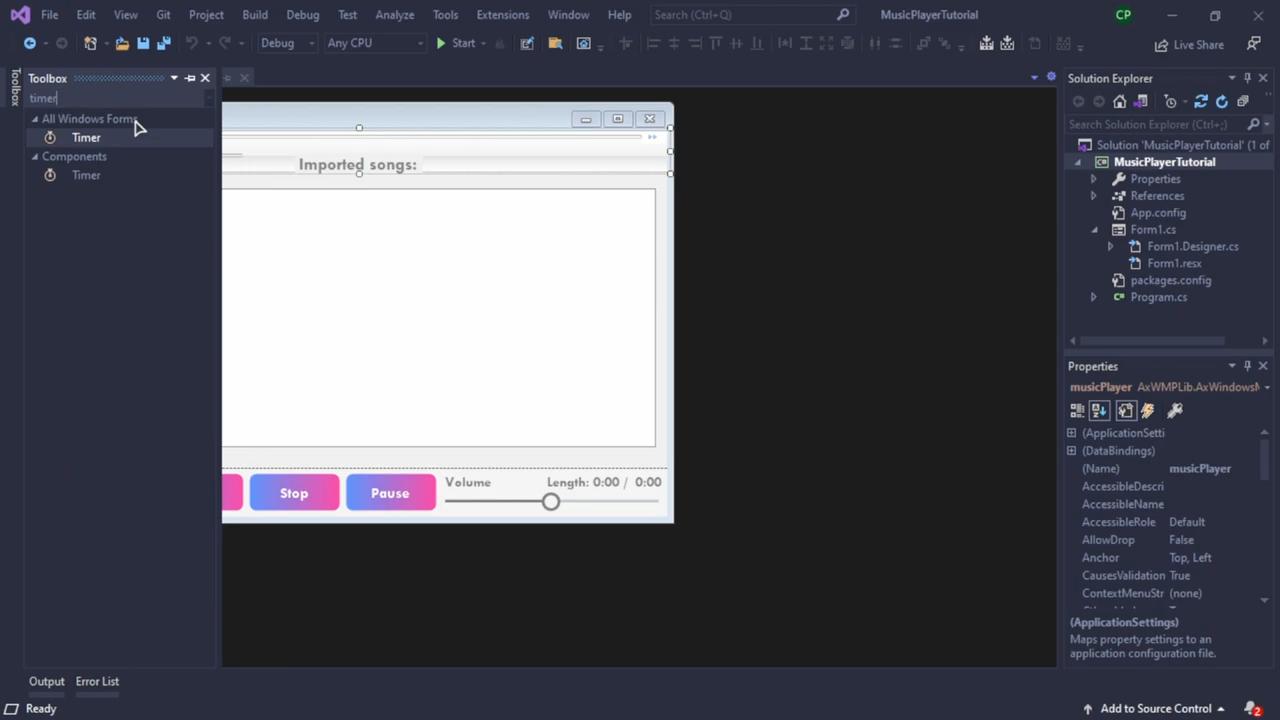 File Edit View Git Project Build Debug Test Analyze Tools Extensions Window Help Search (Ctrl+Q) MusicPlayerTutorial CP
Debug Any CPU Start Live Share
Toolbox
Toolbox
timer
All Windows Forms
Timer
Components
Timer
Imported songs:
Stop Pause Volume Length: 0:00 / 0:00
Solution Explorer
Search Solution Explorer (Ctrl+;)
Solution 'MusicPlayerTutorial' (1 of
MusicPlayerTutorial
Properties
References
App.config
Form1.cs
Form1.Designer.cs
Form1.resx
packages.config
Program.cs
Properties
musicPlayer AxWMPLib.AxWindowsM
(ApplicationSetti
(DataBindings)
(Name) musicPlayer
AccessibleDescri
AccessibleName
AccessibleRole Default
AllowDrop False
Anchor Top, Left
CausesValidation True
ContextMenuStr (none)
(ApplicationSettings)
Maps property settings to an
application configuration file.
Output Error List
Ready Add to Source Control 2